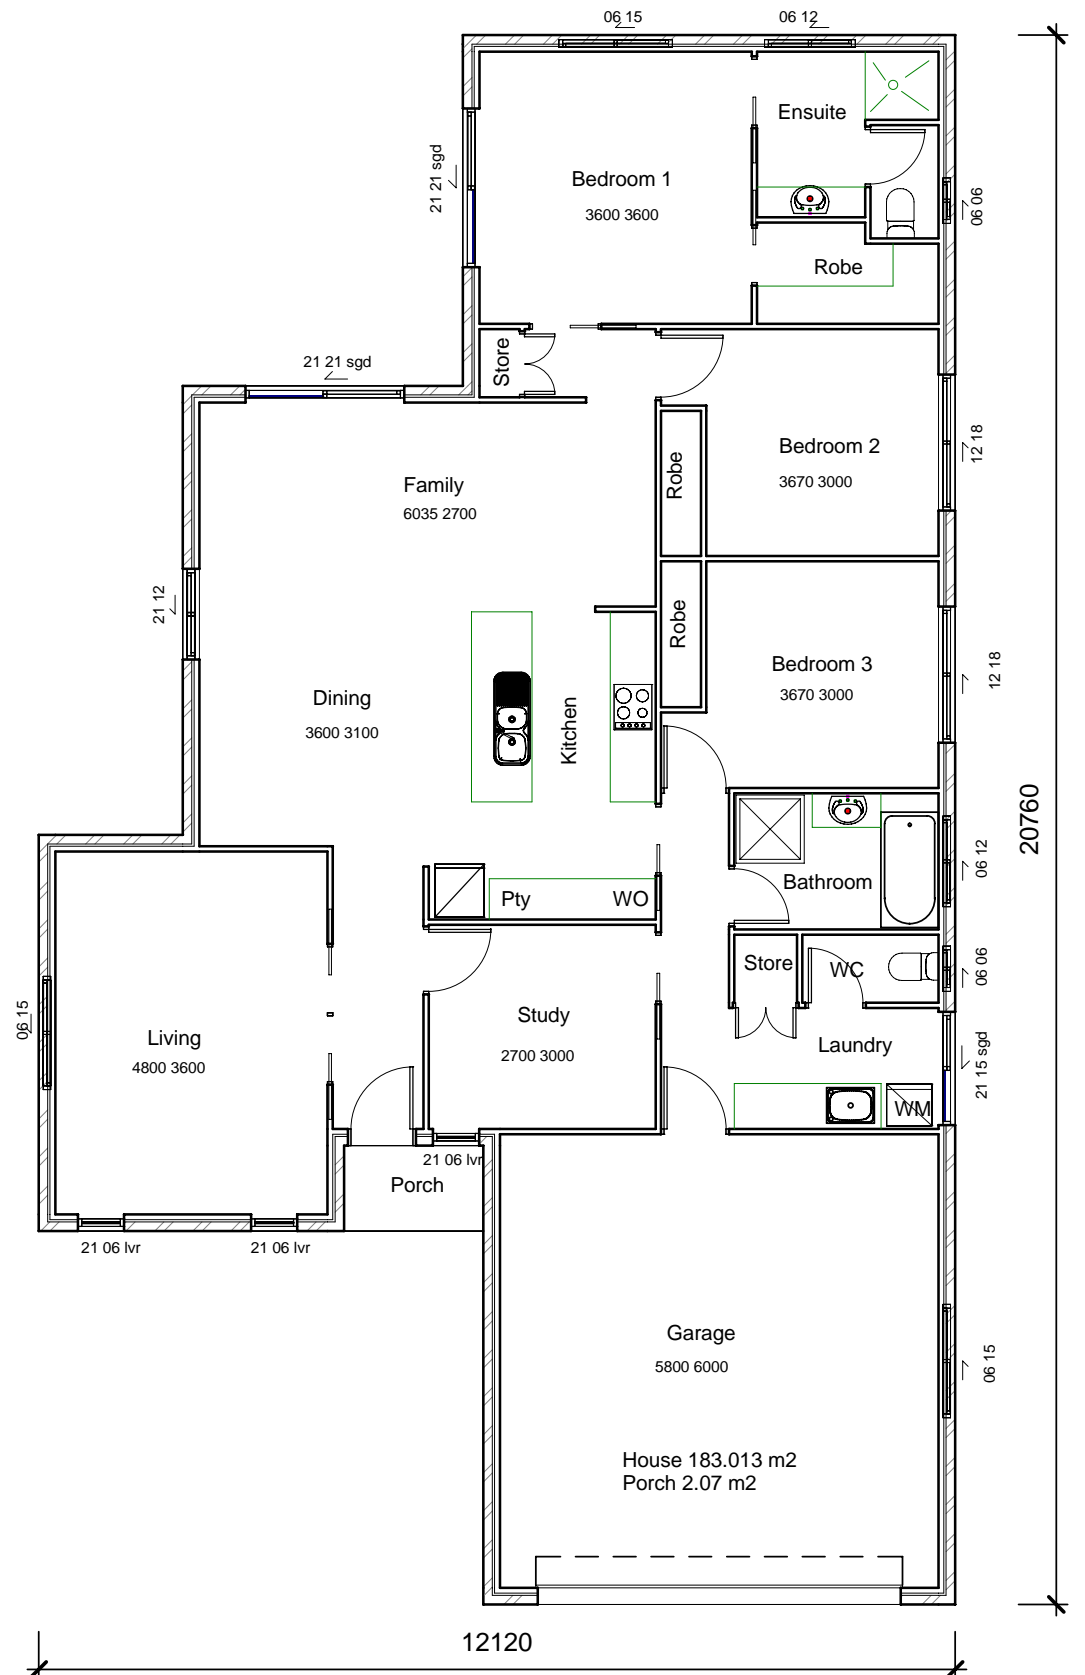 06 15
06 12
21 21 sgd
Ensuite
Bedroom 1
3600 3600
06 06
Robe
21 21 sgd
Store
Bedroom 2
3670 3000
12 18
Robe
Family
6035 2700
21 12
Robe
Bedroom 3
3670 3000
12 18
Dining
3600 3100
Kitchen
20760
Pty
WO
Bathroom
06 12
Store
WC
06 06
06 15
Living
4800 3600
Study
2700 3000
Laundry
21 15 sgd
WM
21 06 lvr
Porch
21 06 lvr
21 06 lvr
Garage
5800 6000
06 15
House 183.013 m2
Porch 2.07 m2
12120